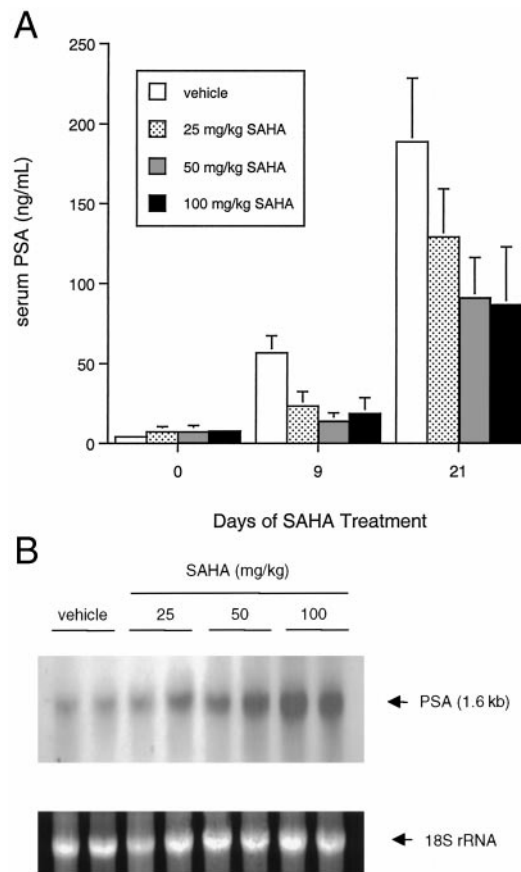 A
250
200
150
100
50
0
serum PSA (ng/mL)
vehicle
25 mg/kg SAHA
50 mg/kg SAHA
100 mg/kg SAHA
0 9 21
Days of SAHA Treatment
B
SAHA (mg/kg)
vehicle 25 50 100
PSA (1.6 kb)
18S rRNA